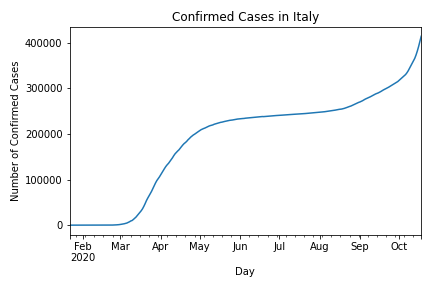 Confirmed Cases in Italy
400000
300000
200000
100000
0
Number of Confirmed Cases
Feb Mar Apr May Jun Jul Aug Sep Oct
2020
Day